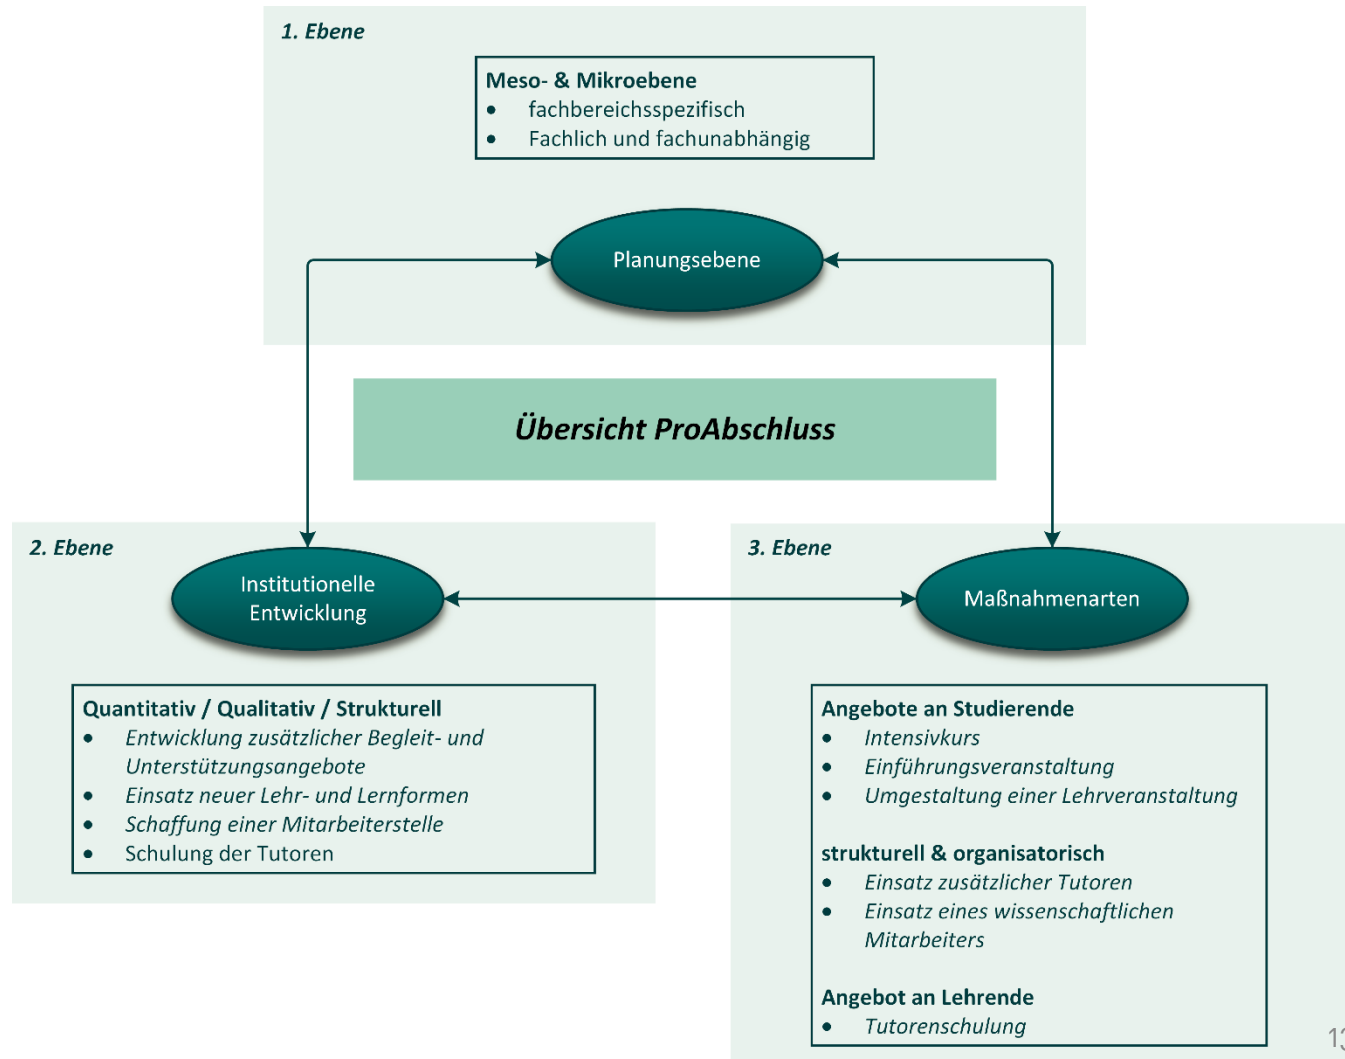 1. Ebene
Meso- & Mikroebene
• fachbereichsspezifisch
• Fachlich und fachunabhängig
Planungsebene
Übersicht ProAbschluss
2. Ebene
Institutionelle
Entwicklung
Quantitativ / Qualitativ / Strukturell
• Entwicklung zusätzlicher Begleit- und
Unterstützungsangebote
• Einsatz neuer Lehr- und Lernformen
• Schaffung einer Mitarbeiterstelle
• Schulung der Tutoren
3. Ebene
Maßnahmenarten
Angebote an Studierende
• Intensivkurs
• Einführungsveranstaltung
• Umgestaltung einer Lehrveranstaltung
strukturell & organisatorisch
• Einsatz zusätzlicher Tutoren
• Einsatz eines wissenschaftlichen
Mitarbeiters
Angebot an Lehrende
• Tutorenschulung
13